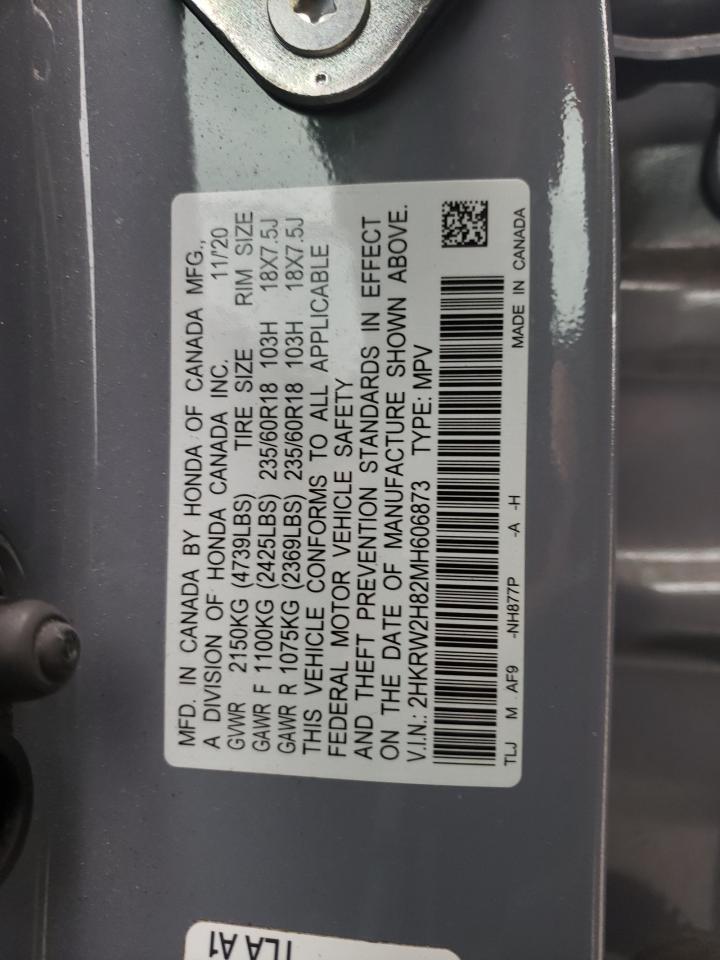 MFD. IN CANADA BY HONDA OF CANADA MFG.,
A DIVISION OF HONDA CANADA INC. 11/'20
GVWR 2150KG (4739LBS) TIRE SIZE RIM SIZE
GAWR F 1100KG (2425LBS) 235/60R18 103H 18X7.5J
GAWR R 1075KG (2369LBS) 235/60R18 103H 18X7.5J
THIS VEHICLE CONFORMS TO ALL APPLICABLE
FEDERAL MOTOR VEHICLE SAFETY
AND THEFT PREVENTION STANDARDS IN EFFECT
ON THE DATE OF MANUFACTURE SHOWN ABOVE.
V.I.N.: 2HKRW2H82MH606873 TYPE: MPV
TLJ M AF9 -NH877P -A -H MADE IN CANADA
TLA A1